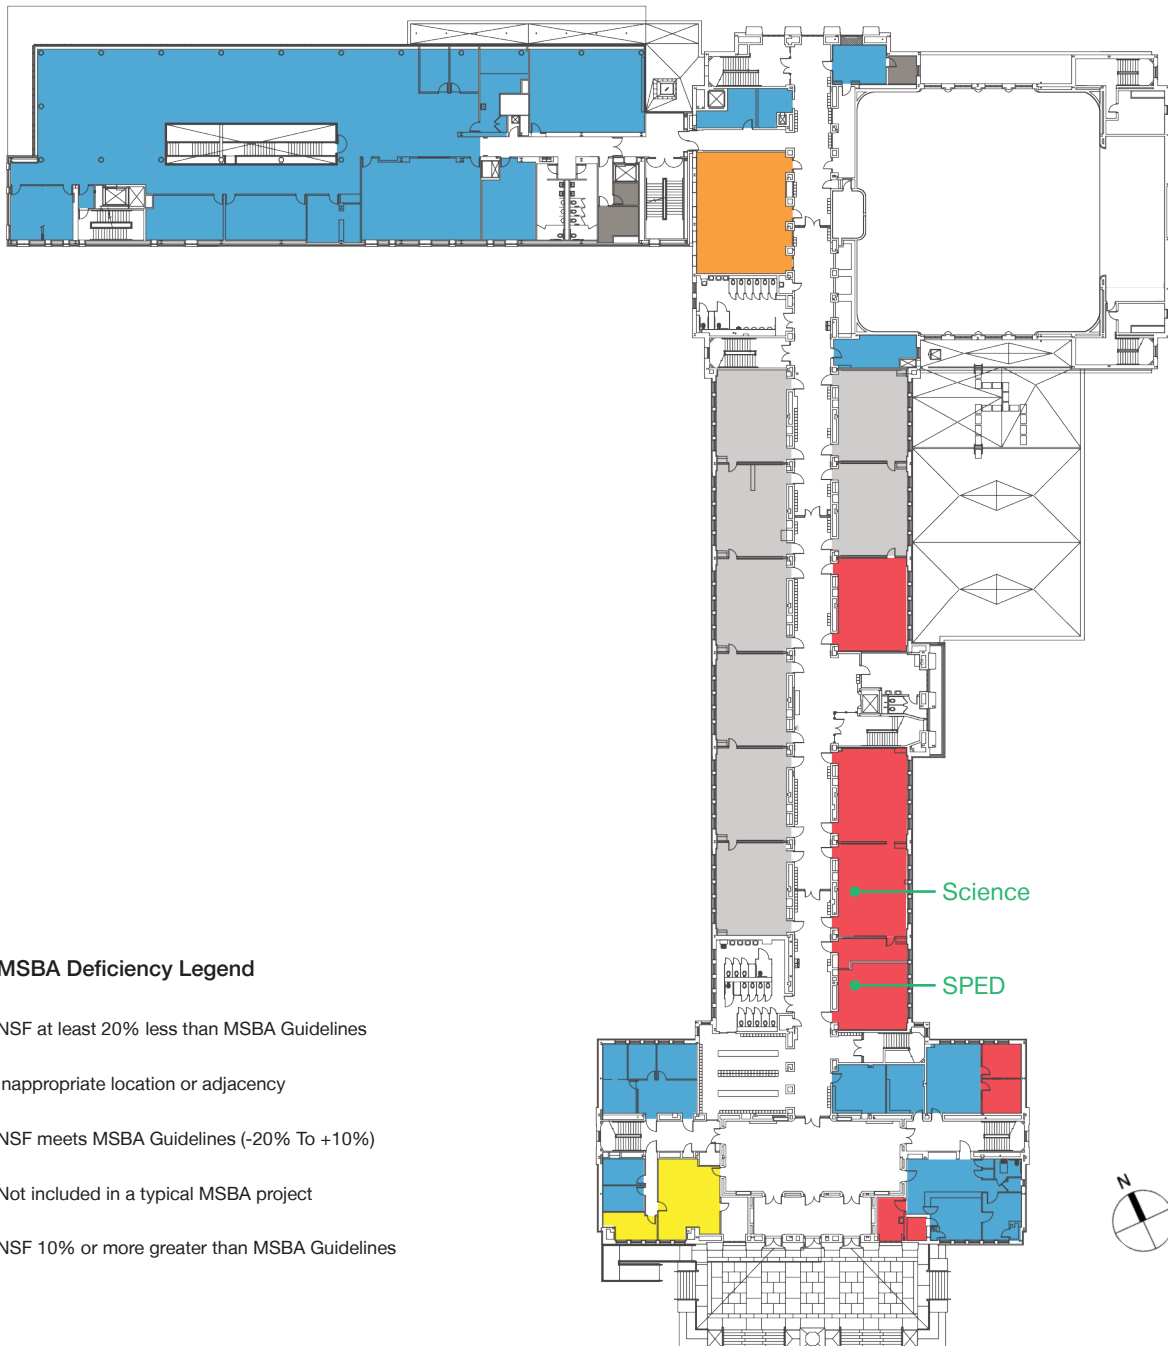 Science
SPED
MSBA Deficiency Legend
NSF at least 20% less than MSBA Guidelines
nappropriate location or adjacency
NSF meets MSBA Guidelines (-20% To +10%)
Not included in a typical MSBA project
NSF 10% or more greater than MSBA Guidelines
N